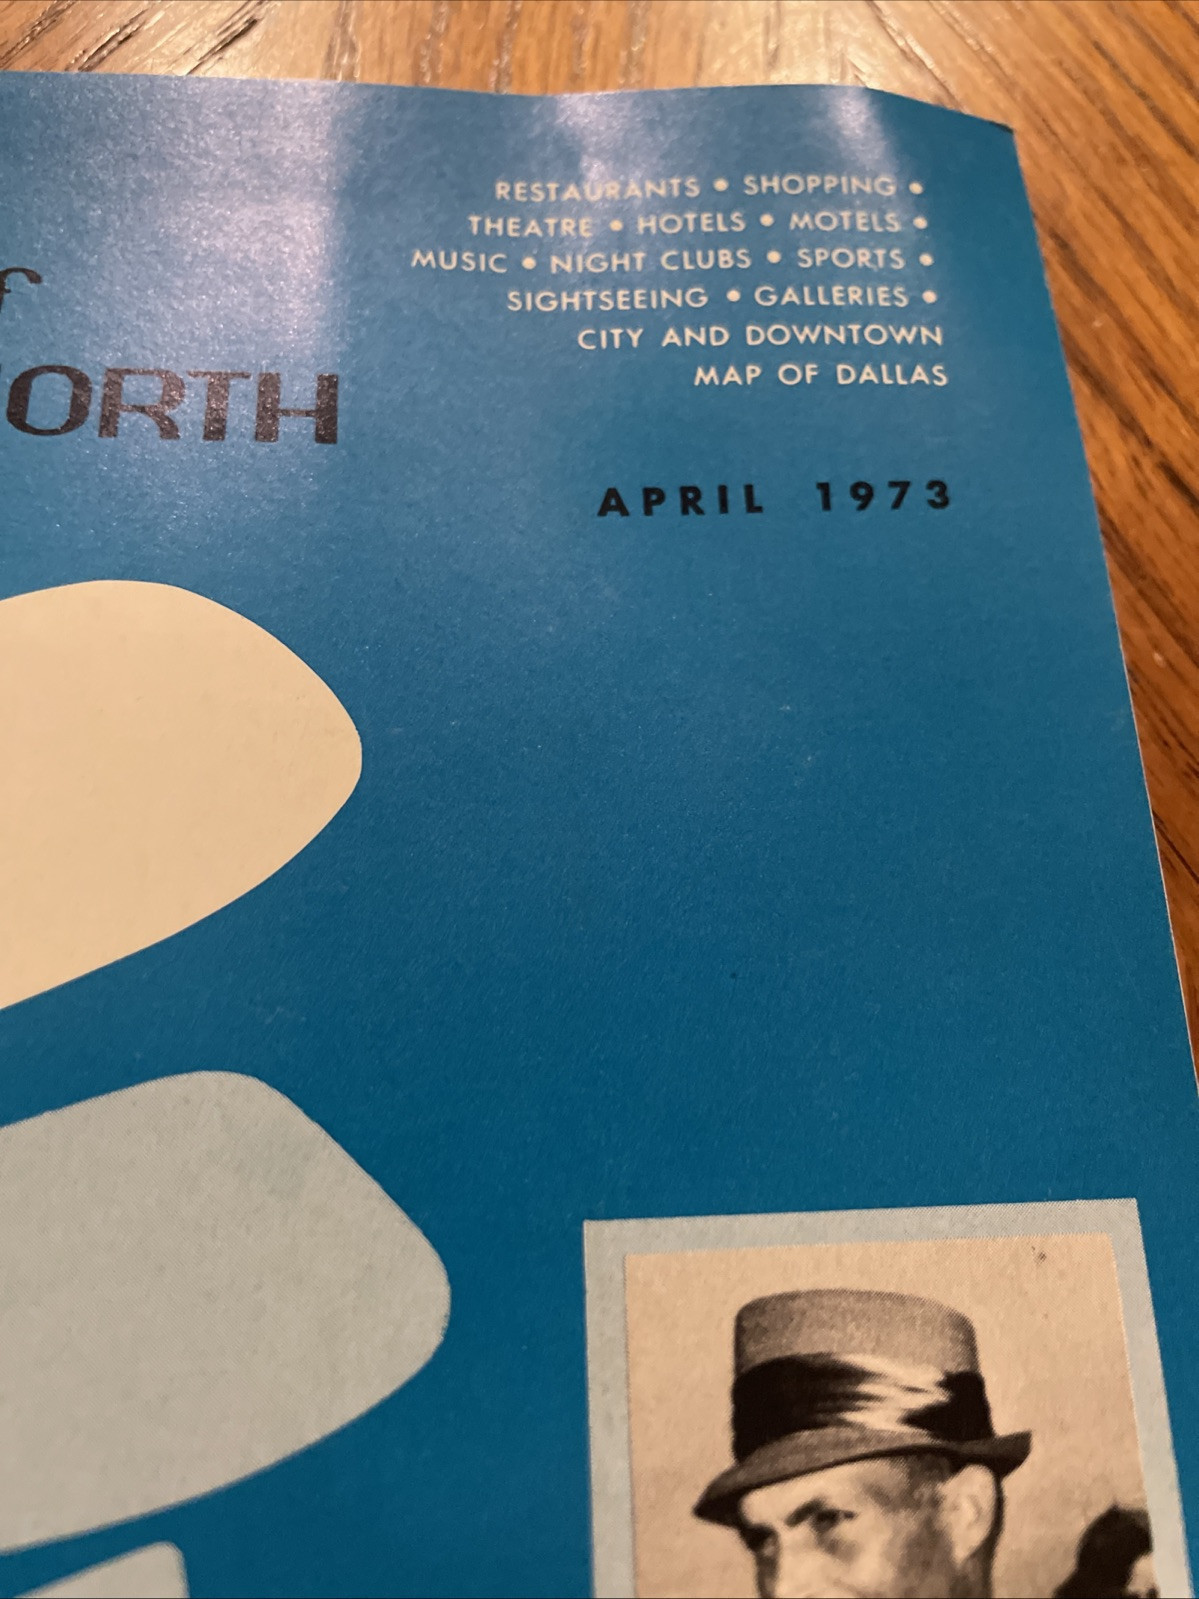 RESTAURANTS • SHOPPING •
THEATRE • HOTELS • MOTELS •
MUSIC • NIGHT CLUBS • SPORTS •
SIGHTSEEING • GALLERIES •
CITY AND DOWNTOWN
MAP OF DALLAS
f
ORTH
APRIL 1973